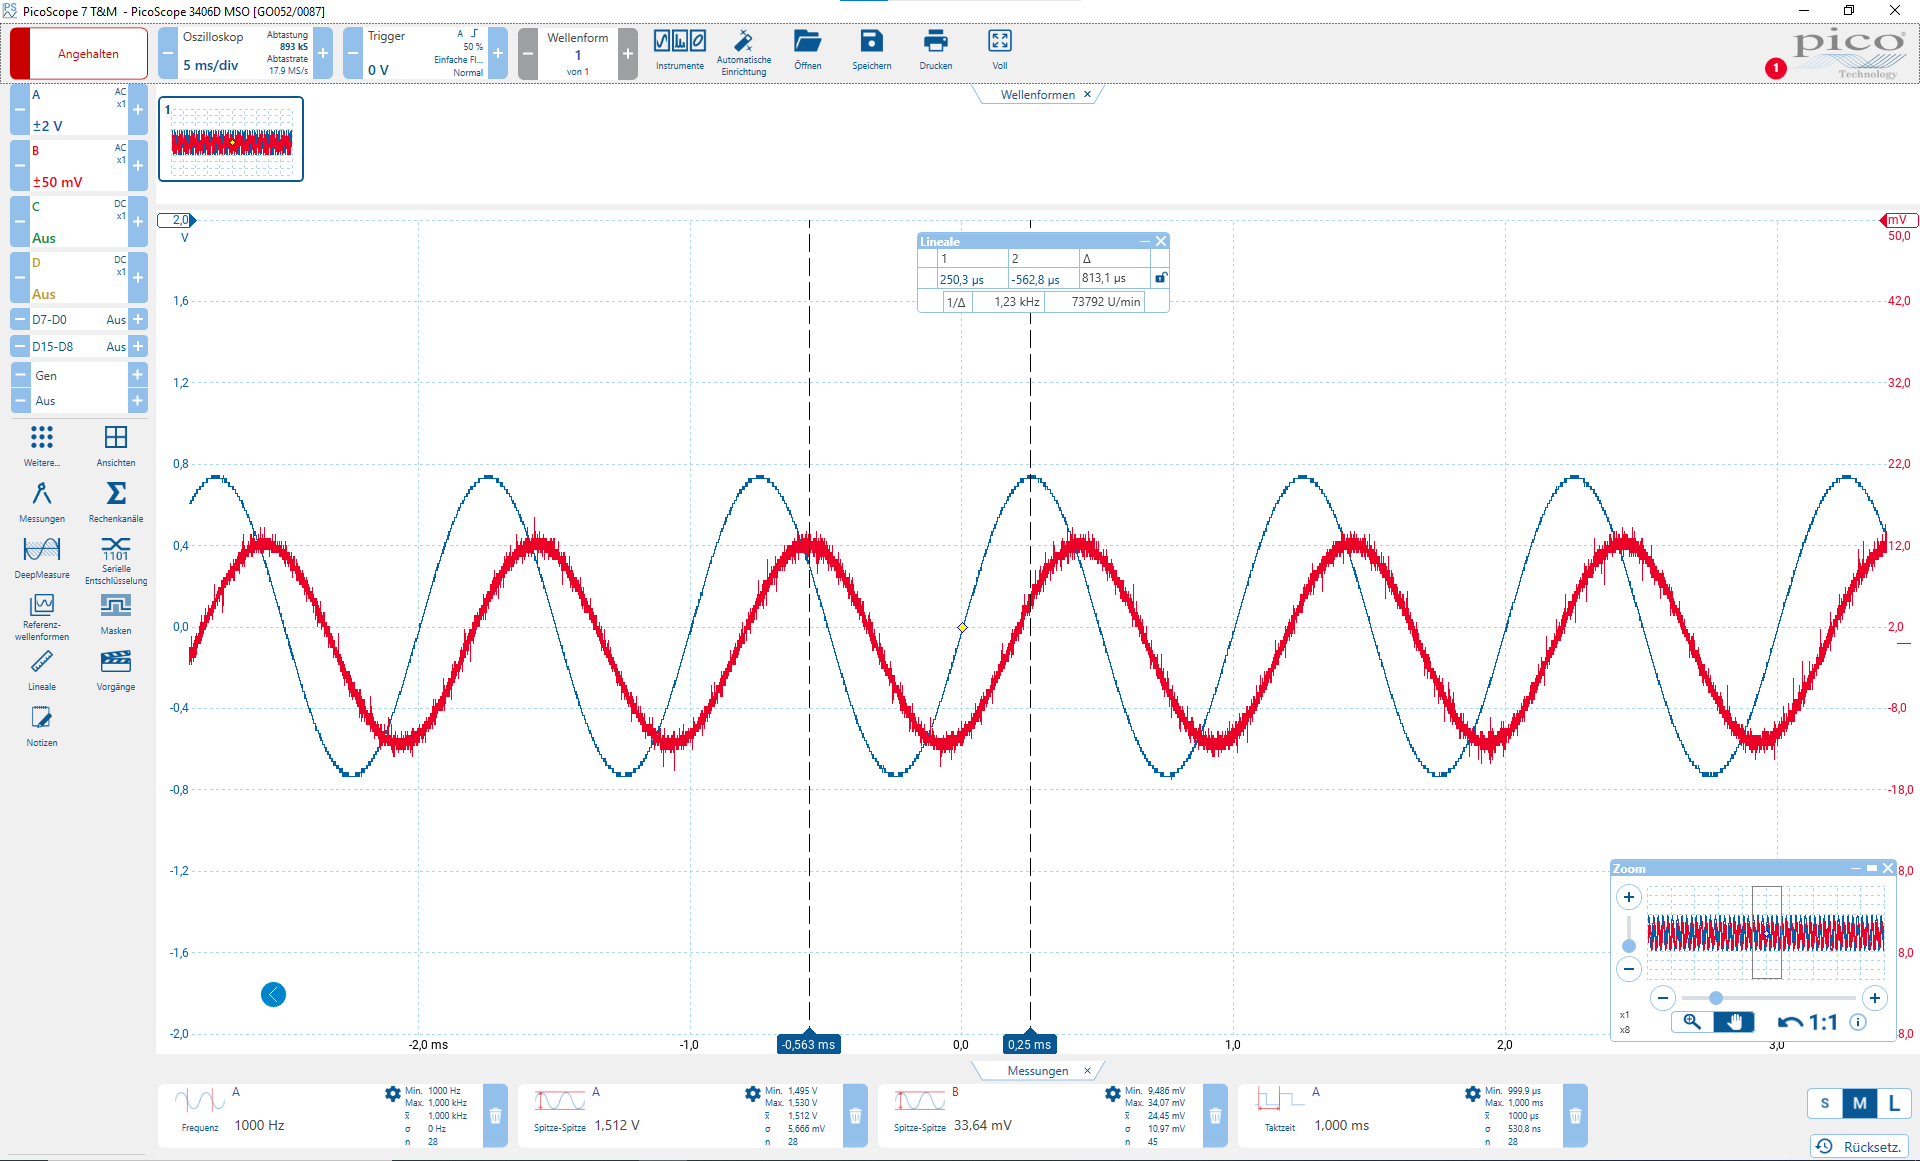 PicoScope 7 T&M - PicoScope 3406D MSO [GO052/0087]
Angehalten
Oszilloskop
5 ms/div
Abtastung
893 kS
Abtastrate
17.9 MS/s
Trigger
0 V
A
50 %
Einfache Fl...
Normal
Wellenform
1
von 1
Instrumente
Automatische
Einrichtung
Öffnen
Speichern
Drucken
Voll
1
pico
Technology
A
AC
x1
±2 V
B
AC
x1
±50 mV
C
DC
x1
Aus
D
DC
x1
Aus
D7-D0 Aus
D15-D8 Aus
Gen
Aus
Weitere...
Ansichten
Messungen
Rechenkanäle
DeepMeasure
1101
Serielle
Entschlüsselung
Referenz-
wellenformen
Masken
Lineale
Vorgänge
Notizen
Wellenformen
1
2,0
V
1,6
1,2
0,8
0,4
0,0
-0,4
-0,8
-1,2
-1,6
-2,0
mV
50,0
42,0
32,0
22,0
12,0
2,0
-8,0
-18,0
8,0
8,0
8,0
Lineale
1 2 Δ
250,3 µs -562,8 µs 813,1 µs
1/Δ 1,23 kHz 73792 U/min
Zoom
x1
x8
1:1
-2,0 ms
-1,0
-0,563 ms
0,0
0,25 ms
1,0
2,0
3,0
Messungen
A
Frequenz 1000 Hz
Min. 1000 Hz
Max. 1,000 kHz
x̄ 1,000 kHz
σ 0 Hz
n 28
A
Spitze-Spitze 1,512 V
Min. 1,495 V
Max. 1,530 V
x̄ 1,512 V
σ 5,666 mV
n 28
B
Spitze-Spitze 33,64 mV
Min. 9,486 mV
Max. 34,07 mV
x̄ 24,45 mV
σ 10,97 mV
n 45
A
Taktzeit 1,000 ms
Min. 999,9 µs
Max. 1,000 ms
x̄ 1000 µs
σ 530,8 ns
n 28
S M L
Rücksetz.